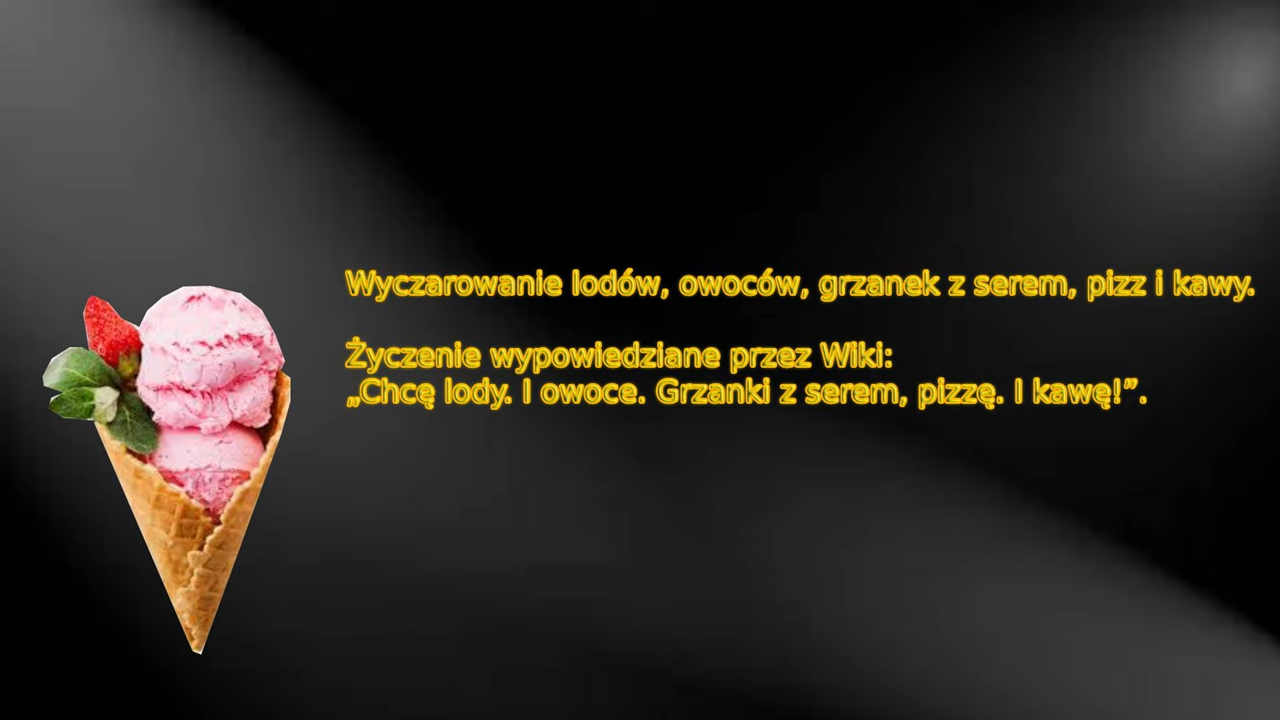 Wyczarowanie lodów, owoców, grzanek z serem, pizz i kawy.
Życzenie wypowiedziane przez Wiki:
„Chcę lody. I owoce. Grzanki z serem, pizzę. I kawę!”.